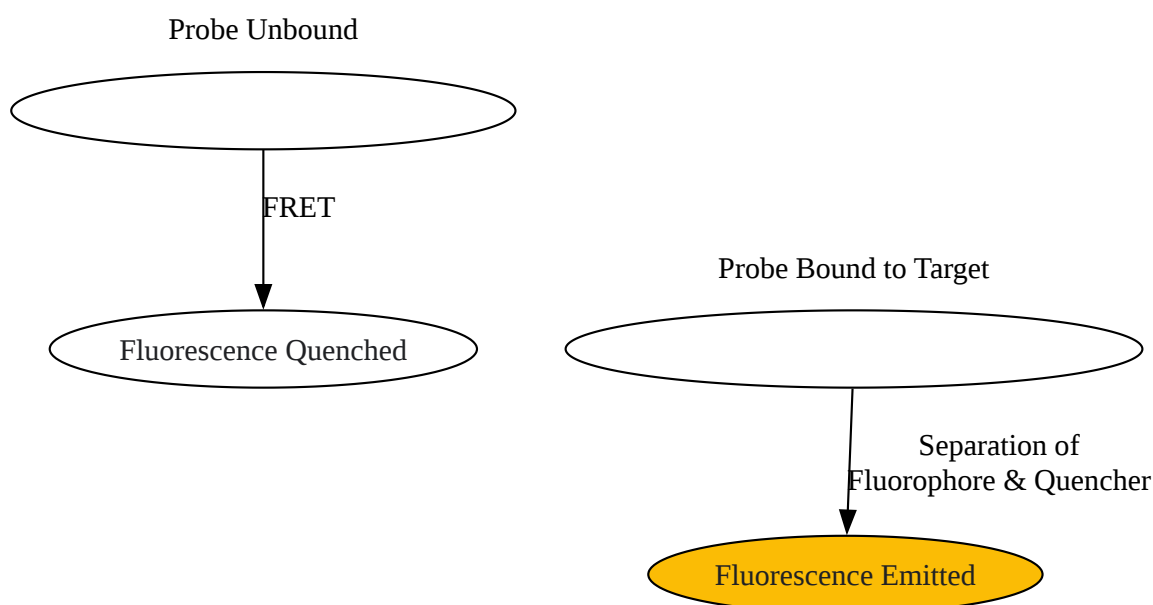 Probe Unbound
FRET
Fluorescence Quenched
Probe Bound to Target
Separation of
Fluorophore & Quencher
Fluorescence Emitted